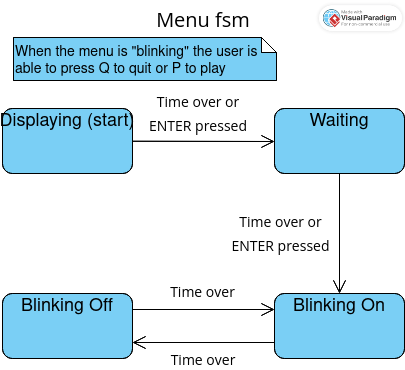 Menu fsm
Made with
Visual Paradigm
For non-commercial use
When the menu is "blinking" the user is
able to press Q to quit or P to play
Time over or
ENTER pressed
Displaying (start)
Waiting
Time over or
ENTER pressed
Time over
Blinking Off
Blinking On
Time over